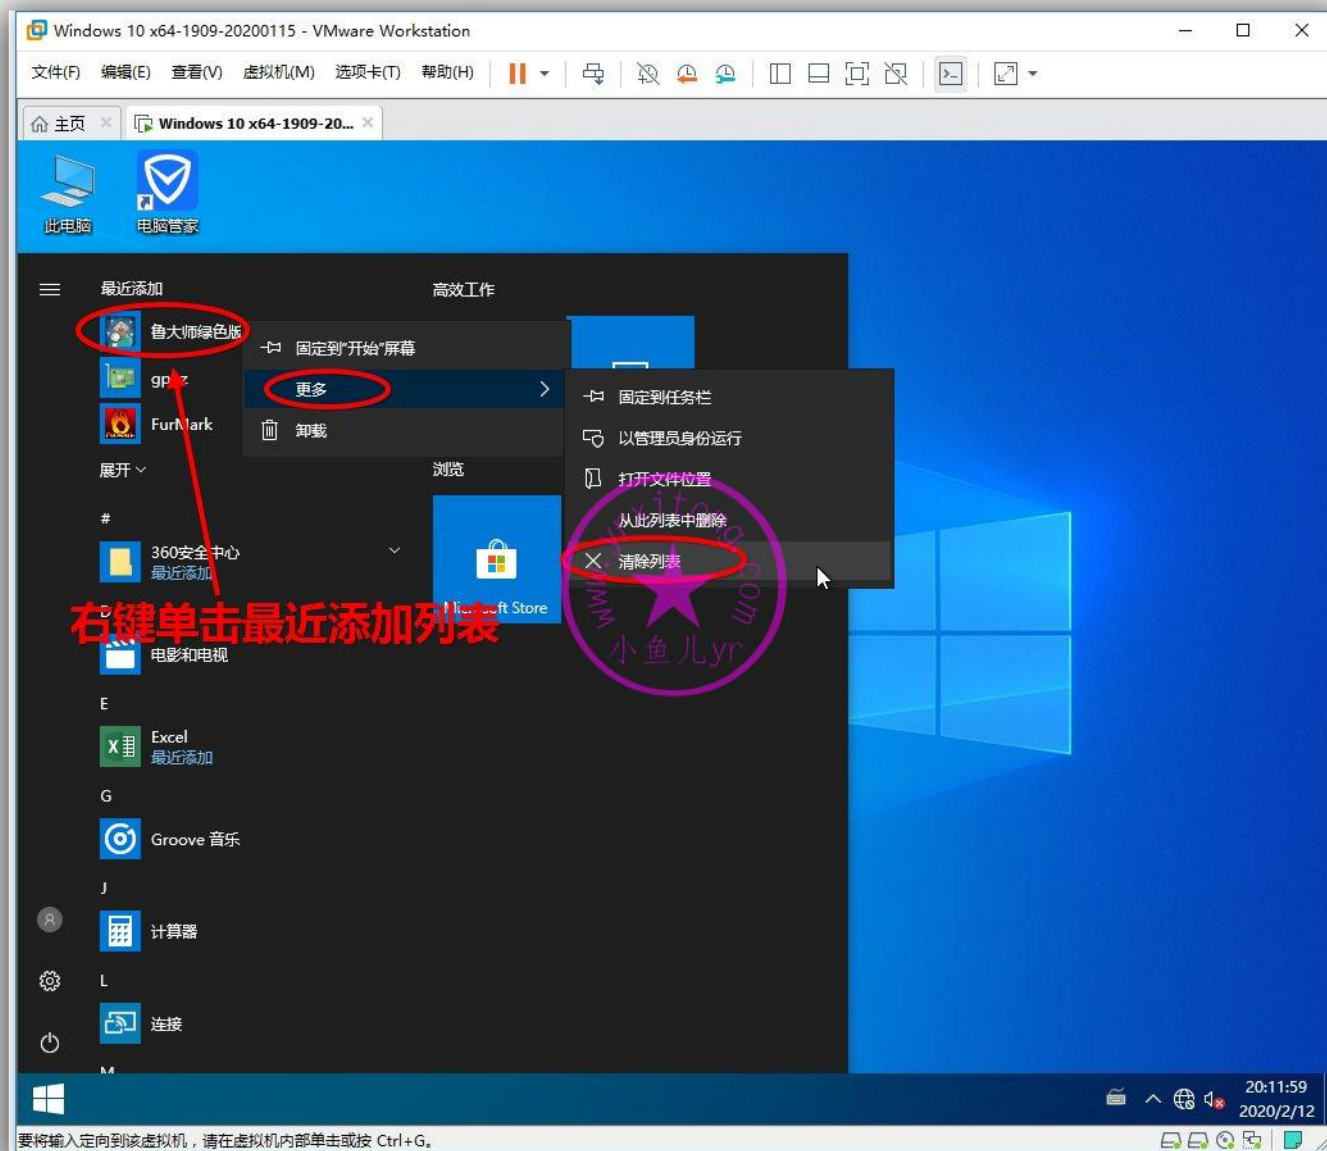 Windows 10 x64-1909-20200115 - VMware Workstation
文件(F) 编辑(E) 查看(V) 虚拟机(M) 选项卡(T) 帮助(H)
主页 Windows 10 x64-1909-20...
此电脑 电脑管家
最近添加 高效工作
鲁大师绿色版
固定到"开始"屏幕
更多
固定到任务栏
FurMark
卸载
以管理员身份运行
展开 浏览
打开文件位置
#
从此列表中删除
360安全中心
最近添加
清除列表
Microsoft Store
右键单击最近添加列表
电影和电视
E
Excel
最近添加
G
Groove 音乐
J
计算器
L
连接
M
www.yrxitong.com
小鱼儿yr
20:11:59
2020/2/12
要将输入定向到该虚拟机，请在虚拟机内部单击或按 Ctrl+G。